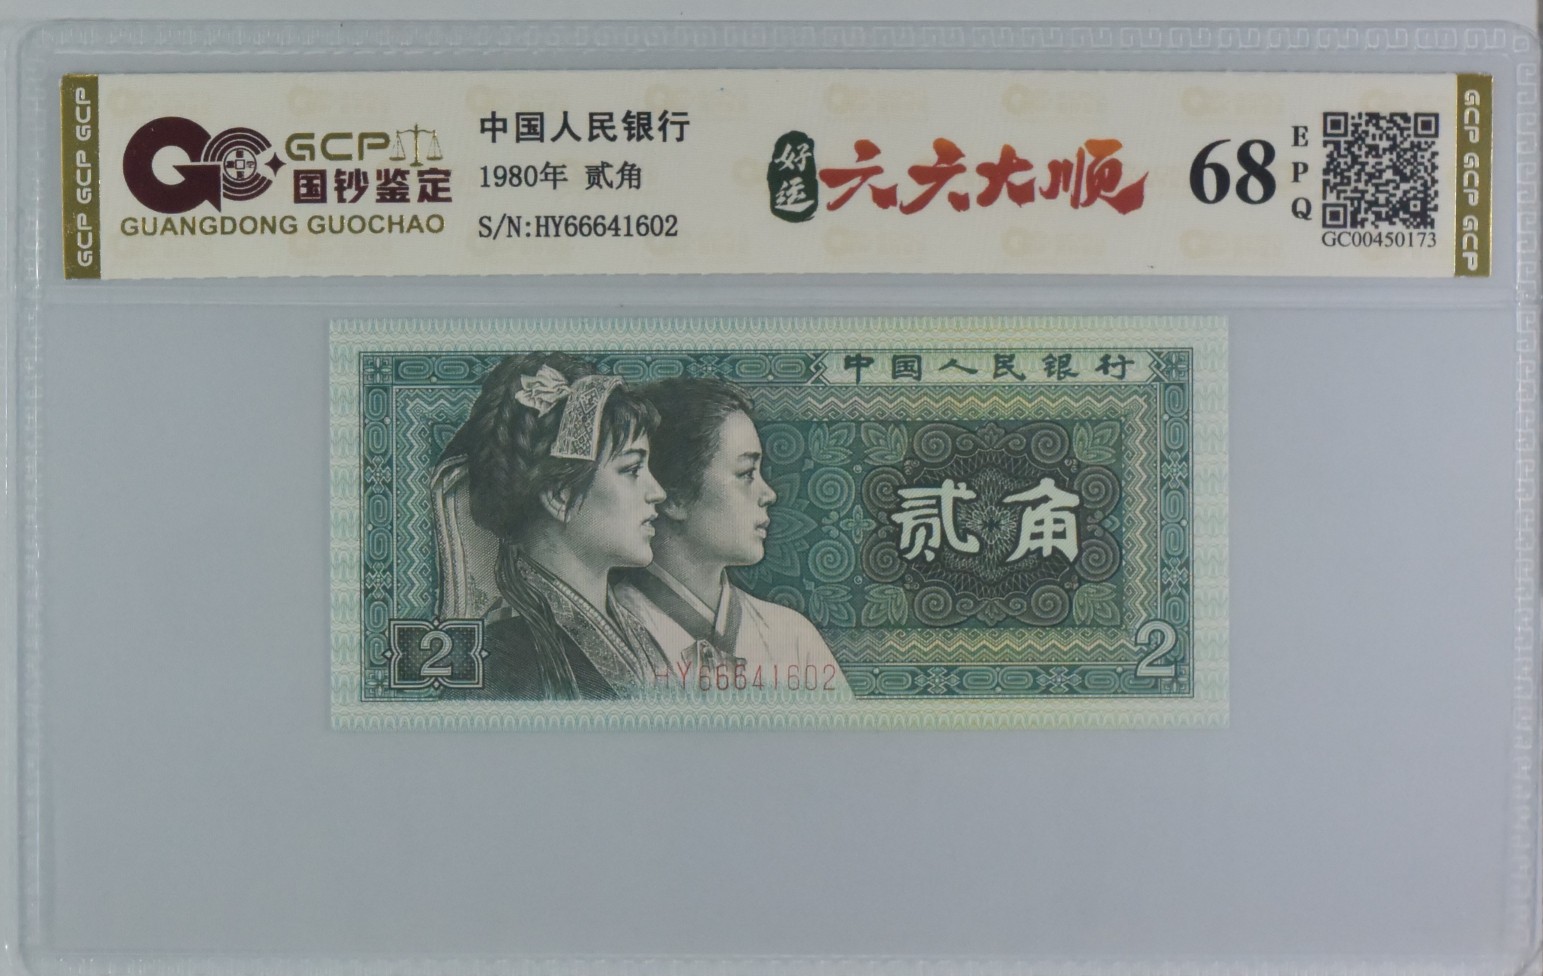 GCP GCP GCP
GCP
国钞鉴定
GUANGDONG GUOCHAO
中国人民银行
1980年 贰角
S/N:HY66641602
好运
六六大顺
68
EPQ
GC00450173
GCP GCP GCP
中国人民银行
贰角
2
2
HY66641602